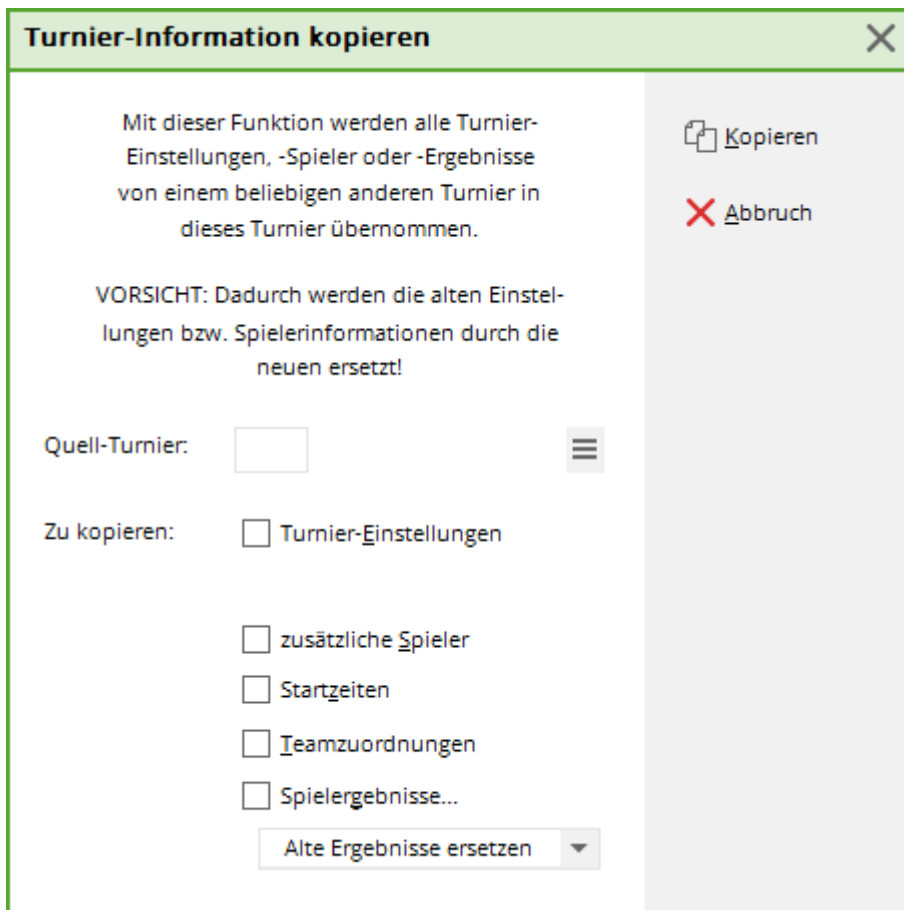 Turnier-Information kopieren
Mit dieser Funktion werden alle Turnier-
Einstellungen, -Spieler oder -Ergebnisse
von einem beliebigen anderen Turnier in
dieses Turnier übernommen.
VORSICHT: Dadurch werden die alten Einstel-
lungen bzw. Spielerinformationen durch die
neuen ersetzt!
Kopieren
Abbruch
Quell-Turnier:
Zu kopieren:
Turnier-Einstellungen
zusätzliche Spieler
Startzeiten
Teamzuordnungen
Spielergebnisse...
Alte Ergebnisse ersetzen